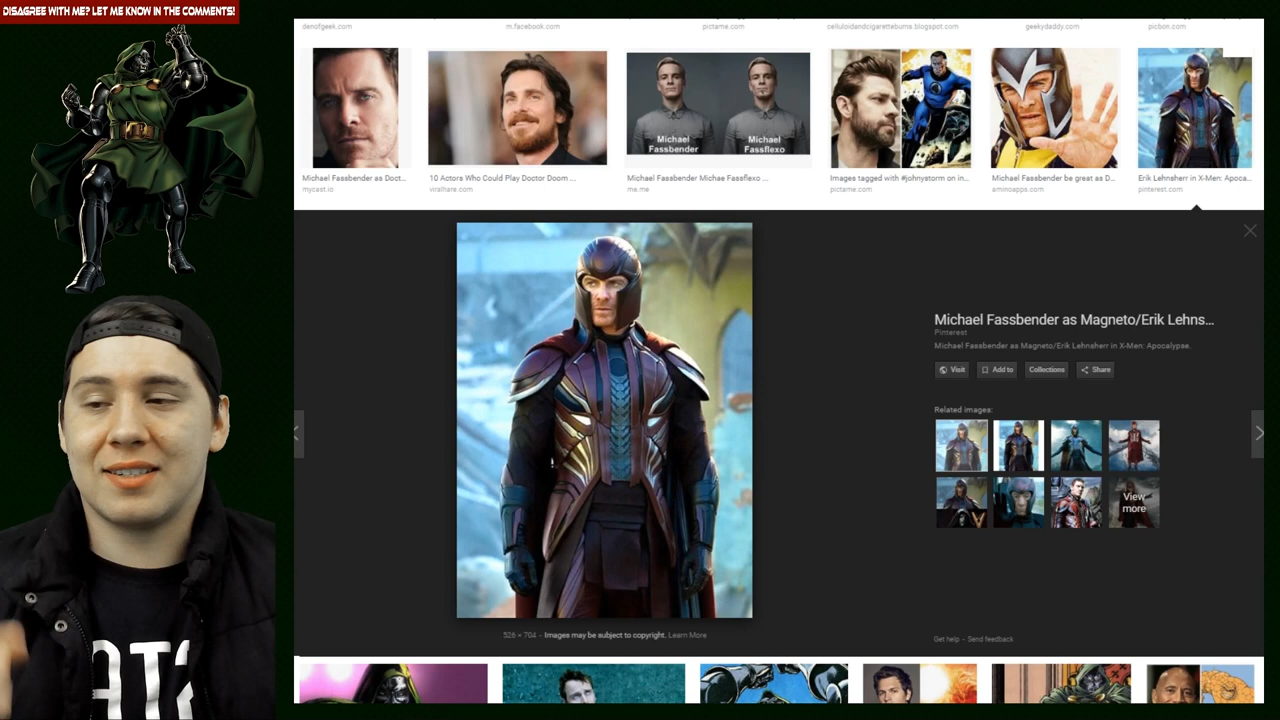 DISAGREE WITH ME? LET ME KNOW IN THE COMMENTS!
denofgeek.com
m.facebook.com
pictame.com
celluloidandcigaretteburns.blogspot.com
geekydaddy.com
picbon.com
Michael Fassbender
Michael Fassflexo
Michael Fassbender as Doct...
10 Actors Who Could Play Doctor Doom ...
Michael Fassbender Michae Fassflexo ...
Images tagged with #johnystorm on in...
Michael Fassbender be great as D...
Erik Lehnsherr in X-Men: Apoca...
mycast.io
viralhare.com
me.me
pictame.com
aminoapps.com
pinterest.com
Michael Fassbender as Magneto/Erik Lehns...
Pinterest
Michael Fassbender as Magneto/Erik Lehnsherr in X-Men: Apocalypse.
Visit
Add to
Collections
Share
Related images:
View more
526 × 704 - Images may be subject to copyright. Learn More
Get help - Send feedback